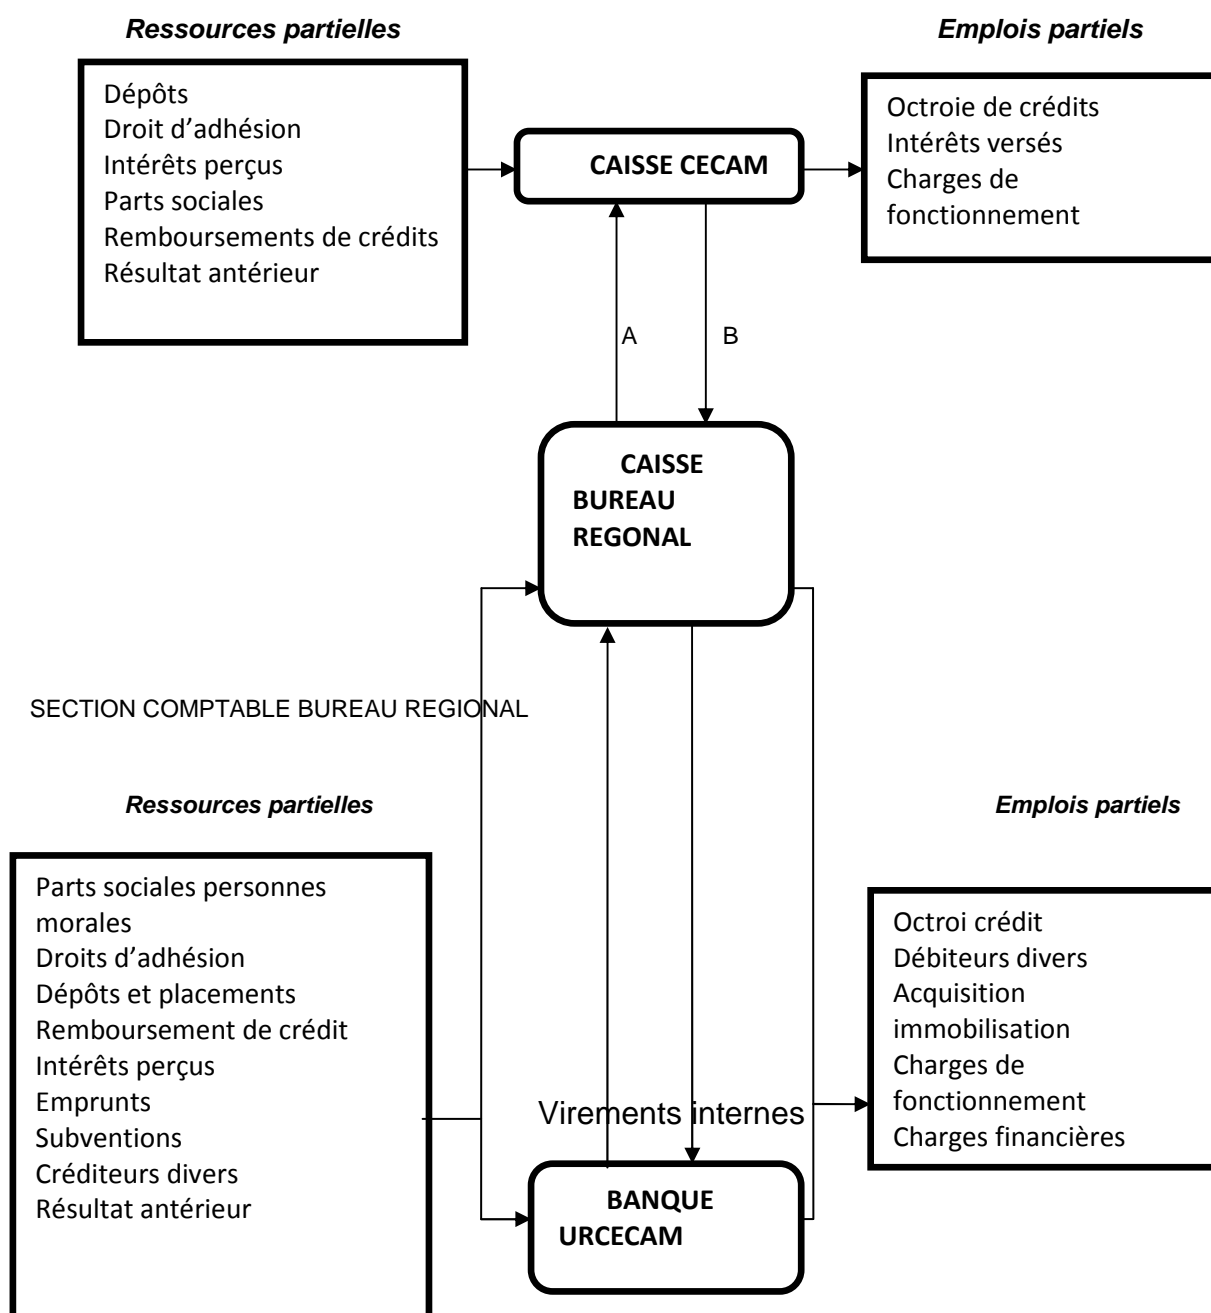 Ressources partielles
Emplois partiels
Dépôts
Droit d’adhésion
Intérêts perçus
Parts sociales
Remboursements de crédits
Résultat antérieur
CAISSE CECAM
Octroie de crédits
Intérêts versés
Charges de
fonctionnement
A
B
CAISSE
BUREAU
REGONAL
SECTION COMPTABLE BUREAU REGIONAL
Ressources partielles
Emplois partiels
Parts sociales personnes
morales
Droits d’adhésion
Dépôts et placements
Remboursement de crédit
Intérêts perçus
Emprunts
Subventions
Créditeurs divers
Résultat antérieur
Octroi crédit
Débiteurs divers
Acquisition
immobilisation
Charges de
fonctionnement
Charges financières
Virements internes
BANQUE
URCECAM